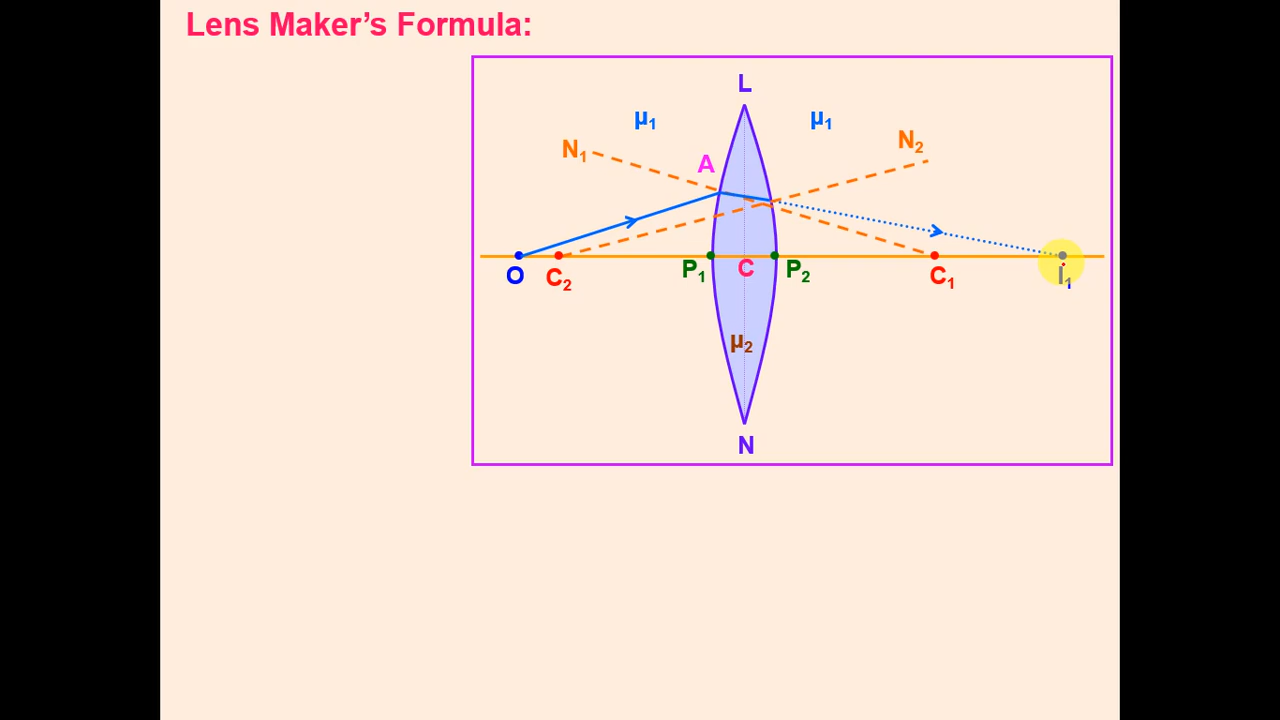 Lens Maker’s Formula:
L
µ₁ µ₁
N₁ N₂
A
O C₂ P₁ C P₂ C₁ I₁
µ₂
N